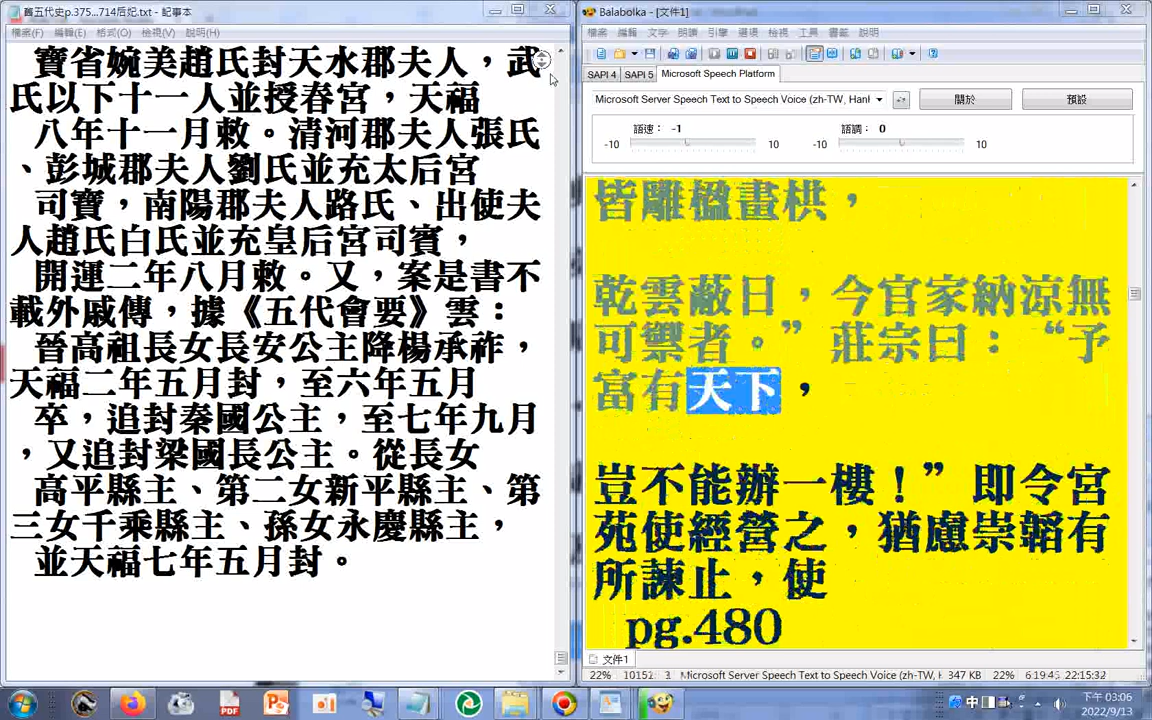 舊五代史p.375...714后妃.txt - 記事本
檔案(F) 編輯(E) 格式(O) 檢視(V) 說明(H)
寶省婉美趙氏封天水郡夫人，武
氏以下十一人並授春宮，天福
八年十一月敕。清河郡夫人張氏
、彭城郡夫人劉氏並充太后宮
司寶，南陽郡夫人路氏、出使夫
人趙氏白氏並充皇后宮司賓，
開運二年八月敕。又，案是書不
載外戚傳，據《五代會要》雲：
晉高祖長女長安公主降楊承祚，
天福二年五月封，至六年五月
卒，追封秦國公主，至七年九月
，又追封梁國長公主。從長女
高平縣主、第二女新平縣主、第
三女千乘縣主、孫女永慶縣主，
並天福七年五月封。
Balabolka - [文件1]
檔案 編輯 文字 朗讀 引擎 選項 檢視 工具 書籤 說明
SAPI 4 SAPI 5 Microsoft Speech Platform
Microsoft Server Speech Text to Speech Voice (zh-TW, Han 關於 預設
語速： -1 語調： 0
-10 10 -10 10
皆雕楹畫栱，
乾雲蔽日，今官家納涼無
可禦者。”莊宗曰：“予
富有天下，
豈不能辦一樓！”即令宮
苑使經營之，猶慮崇韜有
所諫止，使
pg.480
文件1
22% 10151 3 Microsoft Server Speech Text to Speech Voice (zh-TW, 347 KB 22% 6:19:45 22:15:32
中 下午 03:06
2022/9/13